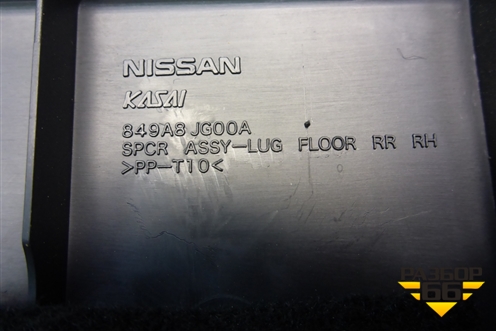 NISSAN
KASAI
849A8 JG00A
SPCR ASSY-LUG FLOOR RR RH
>PP-T10<
РАЗБОР
66